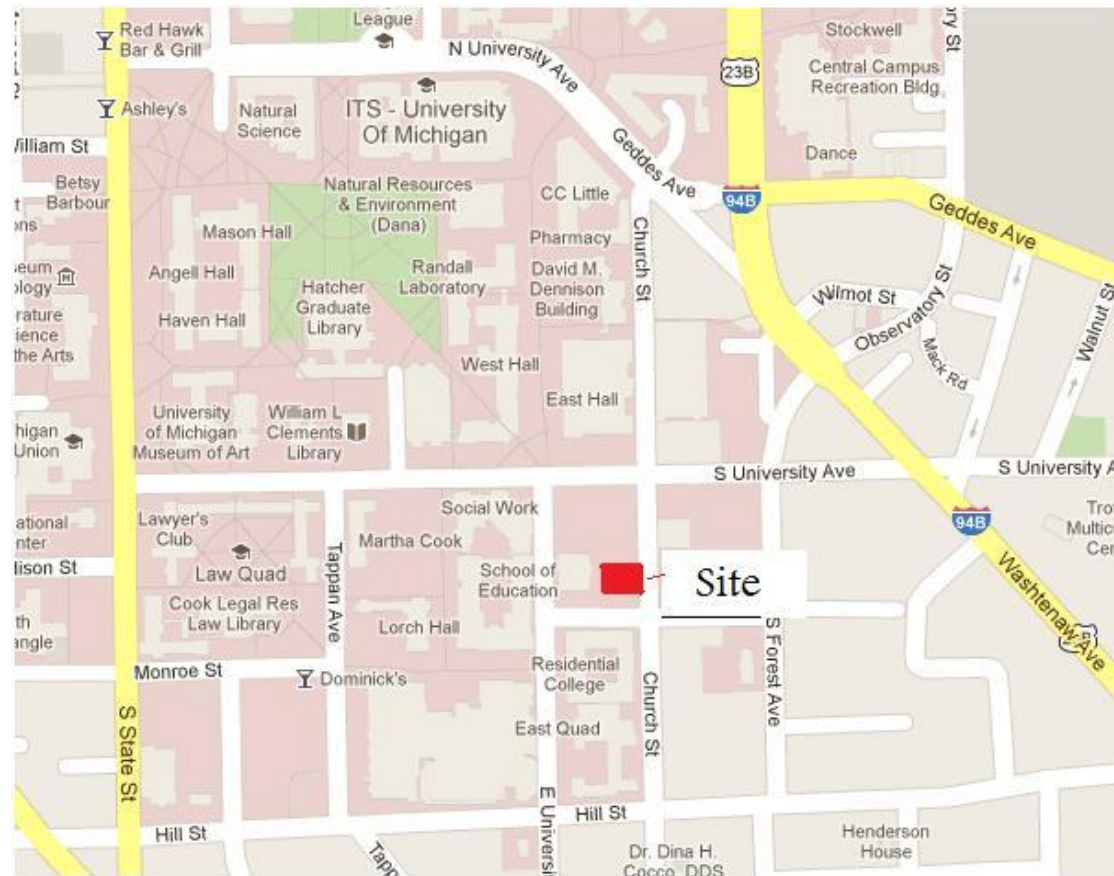 League
Red Hawk
Bar & Grill
N University Ave
Stockwell
Central Campus
Recreation Bldg
23B
Ashley's
Natural
Science
ITS - University
Of Michigan
Dance
Geddes Ave
Betsy
Barbour
Natural Resources
& Environment
(Dana)
CC Little
94B
Geddes Ave
Mason Hall
Pharmacy
Church St
Angell Hall
Randall
Laboratory
David M.
Dennison
Building
Hatcher
Graduate
Library
Wilmot St
Observatory St
Walnut S
Haven Hall
the Arts
Mack Rd
West Hall
East Hall
University
of Michigan
Museum of Art
William L
Clements
Library
Union
S University Ave
S University A
Lawyer's
Club
Social Work
94B
Tappan Ave
Martha Cook
Law Quad
School of
Education
Site
Washtenaw Ave
Cook Legal Res
Law Library
Lorch Hall
S Forest Ave
Monroe St
Dominick's
Residential
College
Church St
S State St
East Quad
E Universi
Hill St
Hill St
Henderson
House
Tapp
Dr. Dina H.
Cocco, DDS